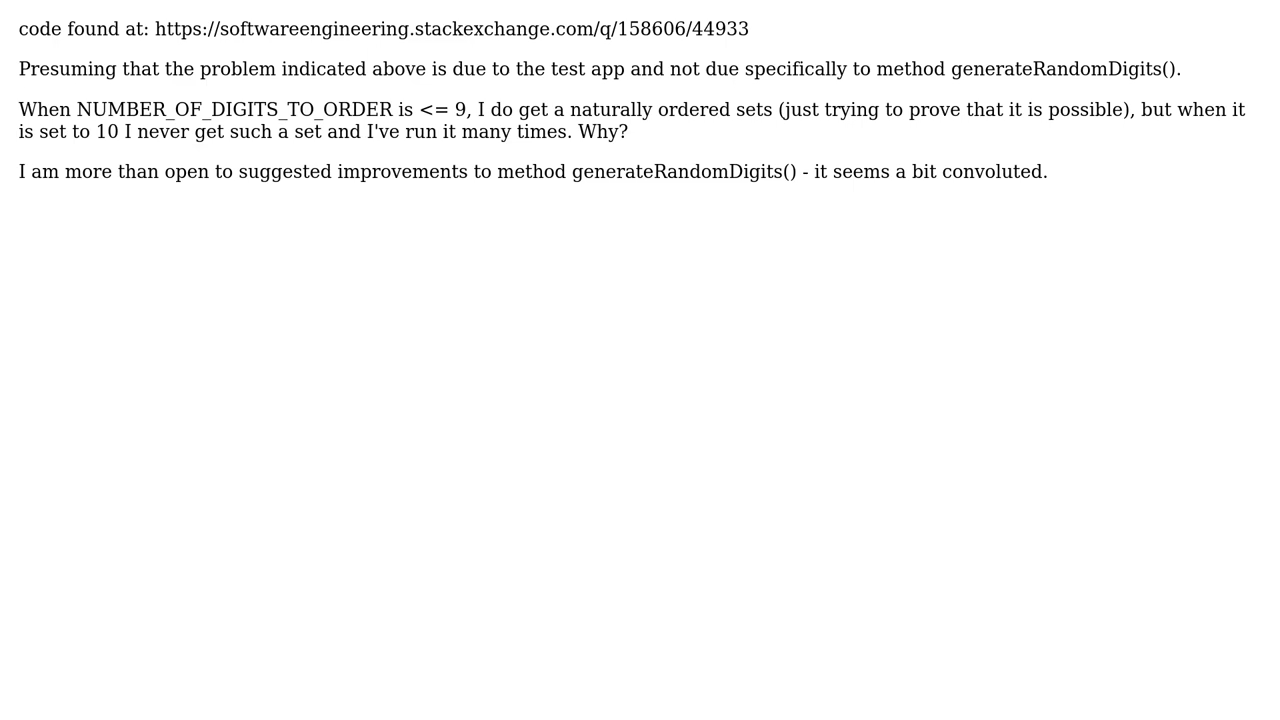 code found at: https://softwareengineering.stackexchange.com/q/158606/44933
Presuming that the problem indicated above is due to the test app and not due specifically to method generateRandomDigits().
When NUMBER_OF_DIGITS_TO_ORDER is <= 9, I do get a naturally ordered sets (just trying to prove that it is possible), but when it
is set to 10 I never get such a set and I've run it many times. Why?
I am more than open to suggested improvements to method generateRandomDigits() - it seems a bit convoluted.